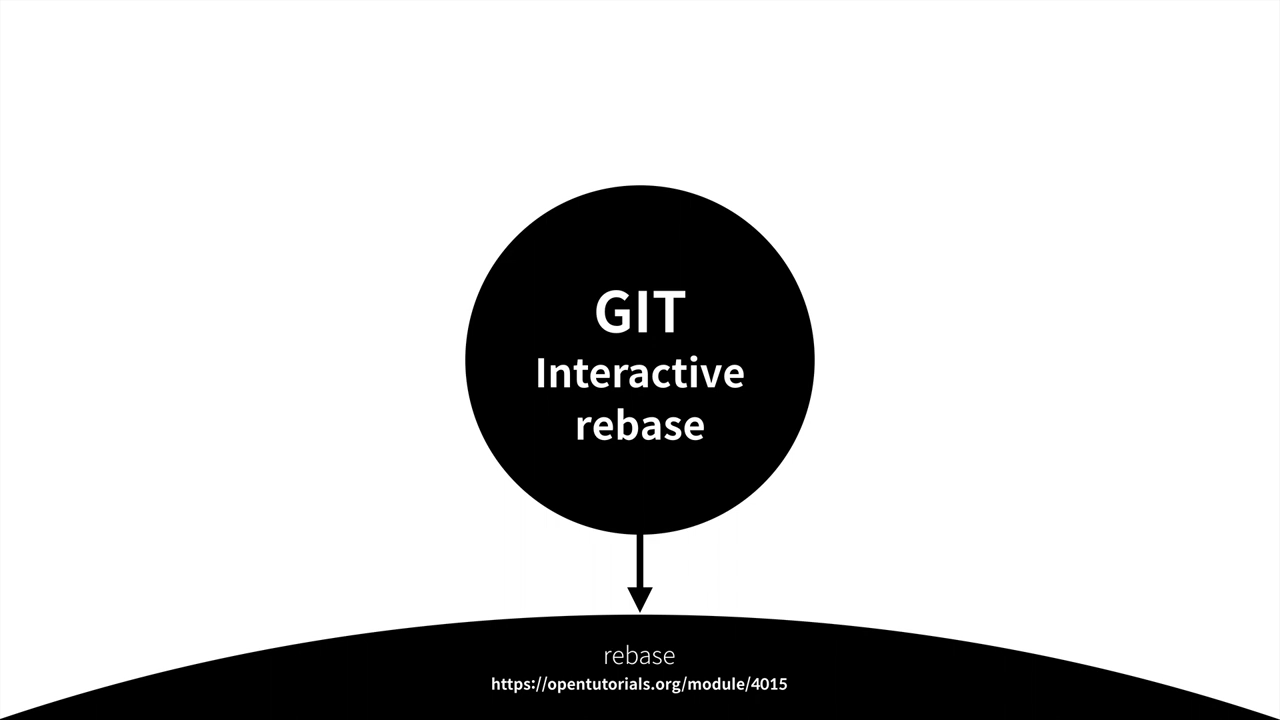 GIT
Interactive
rebase
rebase
https://opentutorials.org/module/4015